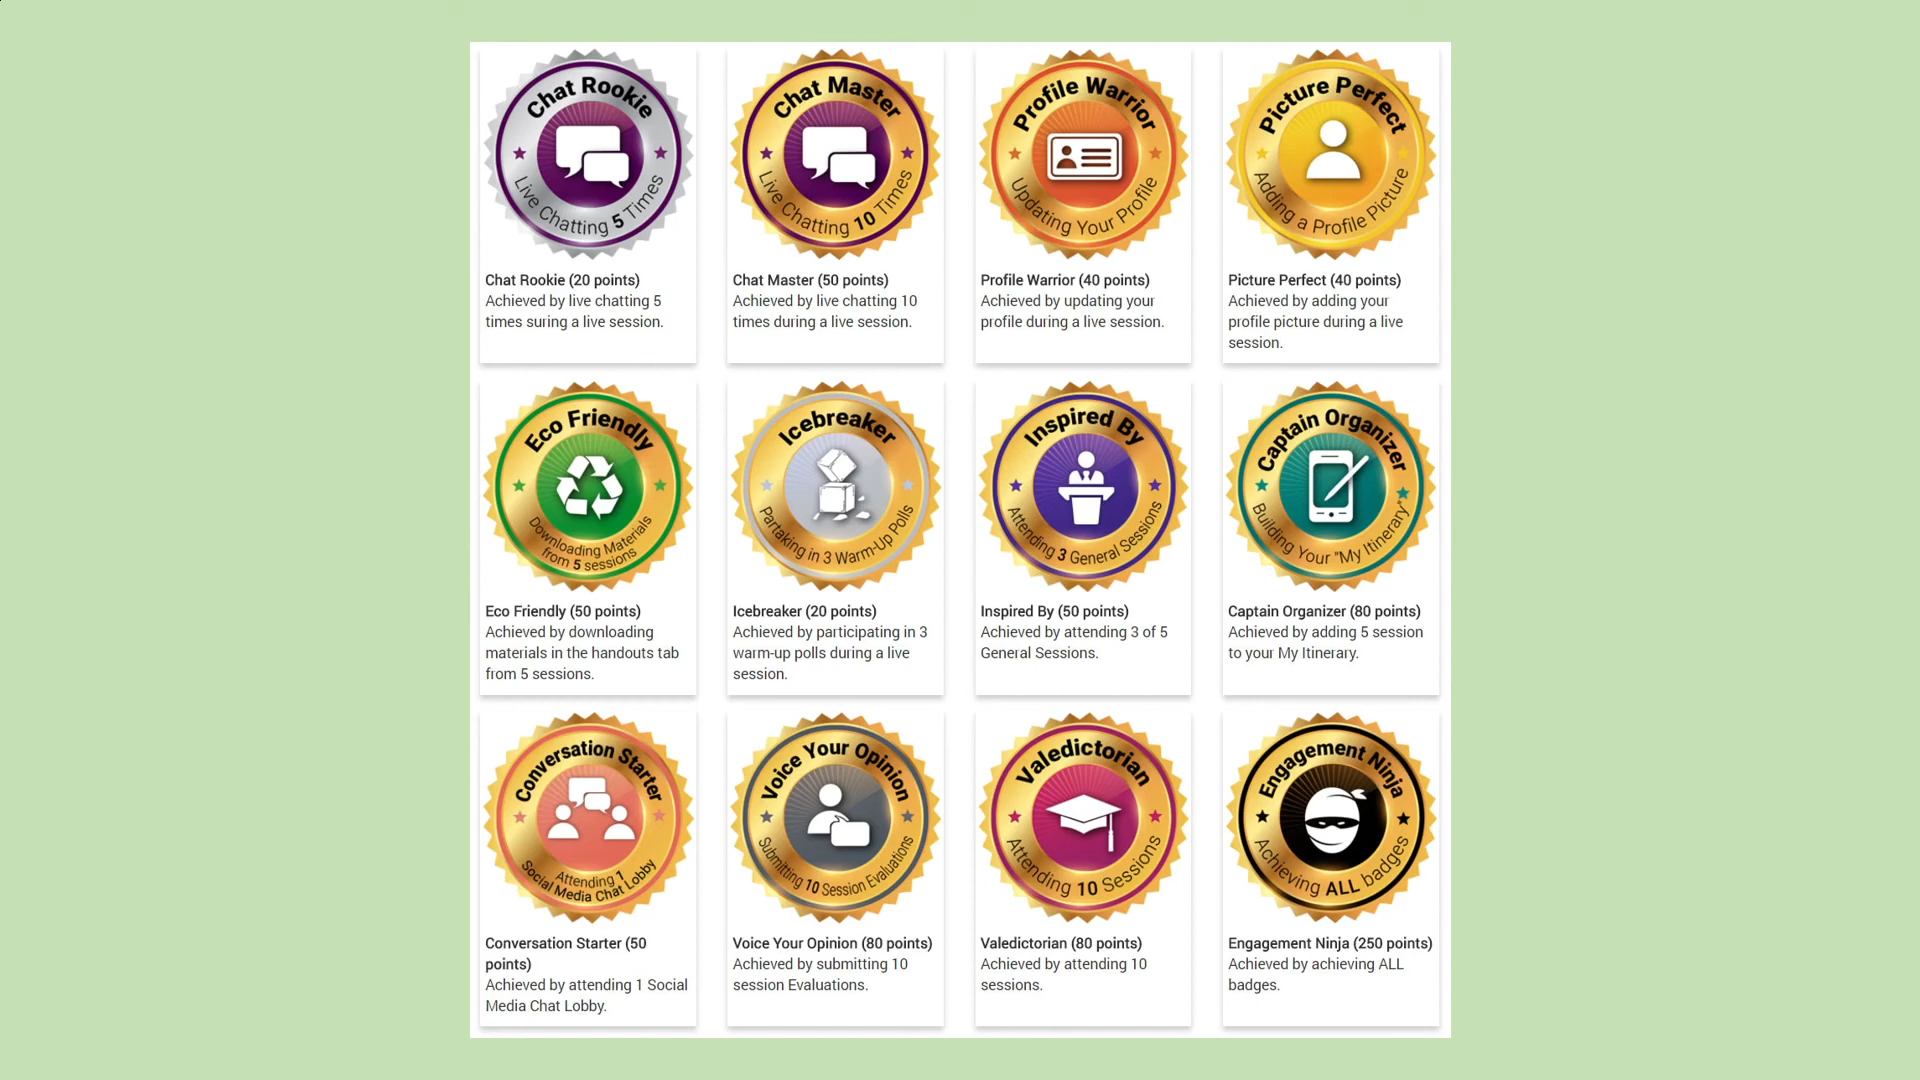 Chat Rookie
Live Chatting 5 Times
Chat Rookie (20 points)
Achieved by live chatting 5
times suring a live session.
Chat Master
Live Chatting 10 Times
Chat Master (50 points)
Achieved by live chatting 10
times during a live session.
Profile Warrior
Updating Your Profile
Profile Warrior (40 points)
Achieved by updating your
profile during a live session.
Picture Perfect
Adding a Profile Picture
Picture Perfect (40 points)
Achieved by adding your
profile picture during a live
session.
Eco Friendly
Downloading Materials
from 5 sessions
Eco Friendly (50 points)
Achieved by downloading
materials in the handouts tab
from 5 sessions.
Icebreaker
Partaking in 3 Warm-Up Polls
Icebreaker (20 points)
Achieved by participating in 3
warm-up polls during a live
session.
Inspired By
Attending 3 General Sessions
Inspired By (50 points)
Achieved by attending 3 of 5
General Sessions.
Captain Organizer
Building Your "My Itinerary"
Captain Organizer (80 points)
Achieved by adding 5 session
to your My Itinerary.
Conversation Starter
Attending 1
Social Media Chat Lobby
Conversation Starter (50
points)
Achieved by attending 1 Social
Media Chat Lobby.
Voice Your Opinion
Submitting 10 Session Evaluations
Voice Your Opinion (80 points)
Achieved by submitting 10
session Evaluations.
Valedictorian
Attending 10 Sessions
Valedictorian (80 points)
Achieved by attending 10
sessions.
Engagement Ninja
Achieving ALL badges
Engagement Ninja (250 points)
Achieved by achieving ALL
badges.